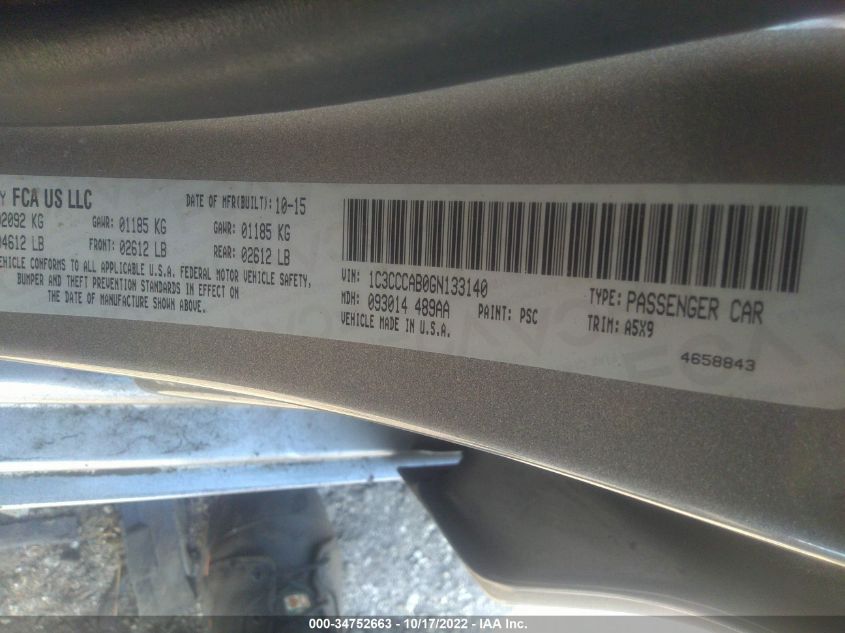 FCA US LLC
DATE OF MFR(BUILT): 10-15
02092 KG GAWR: 01185 KG GAWR: 01185 KG
04612 LB FRONT: 02612 LB REAR: 02612 LB
VEHICLE CONFORMS TO ALL APPLICABLE U.S.A. FEDERAL MOTOR VEHICLE SAFETY,
BUMPER AND THEFT PREVENTION STANDARDS IN EFFECT ON
THE DATE OF MANUFACTURE SHOWN ABOVE.
VIN: 1C3CCCAB0GN133140
TYPE: PASSENGER CAR
MDH: 093014 489AA PAINT: PSC
TRIM: A5X9
VEHICLE MADE IN U.S.A.
4658843
000-34752663 - 10/17/2022 - IAA Inc.